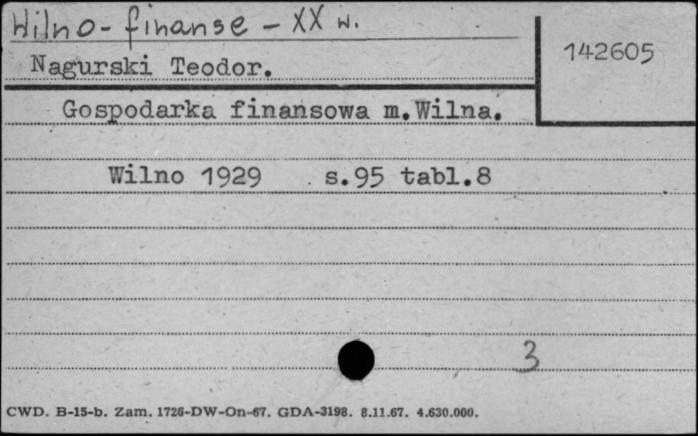 Wilno - finanse - XX w.
142605
Nagurski Teodor.
Gospodarka finansowa m.Wilna.
Wilno 1929 s.95 tabl.8
3
CWD. B-15-b. Zam. 1726-DW-On-67. GDA-3198. 8.11.67. 4.630.000.